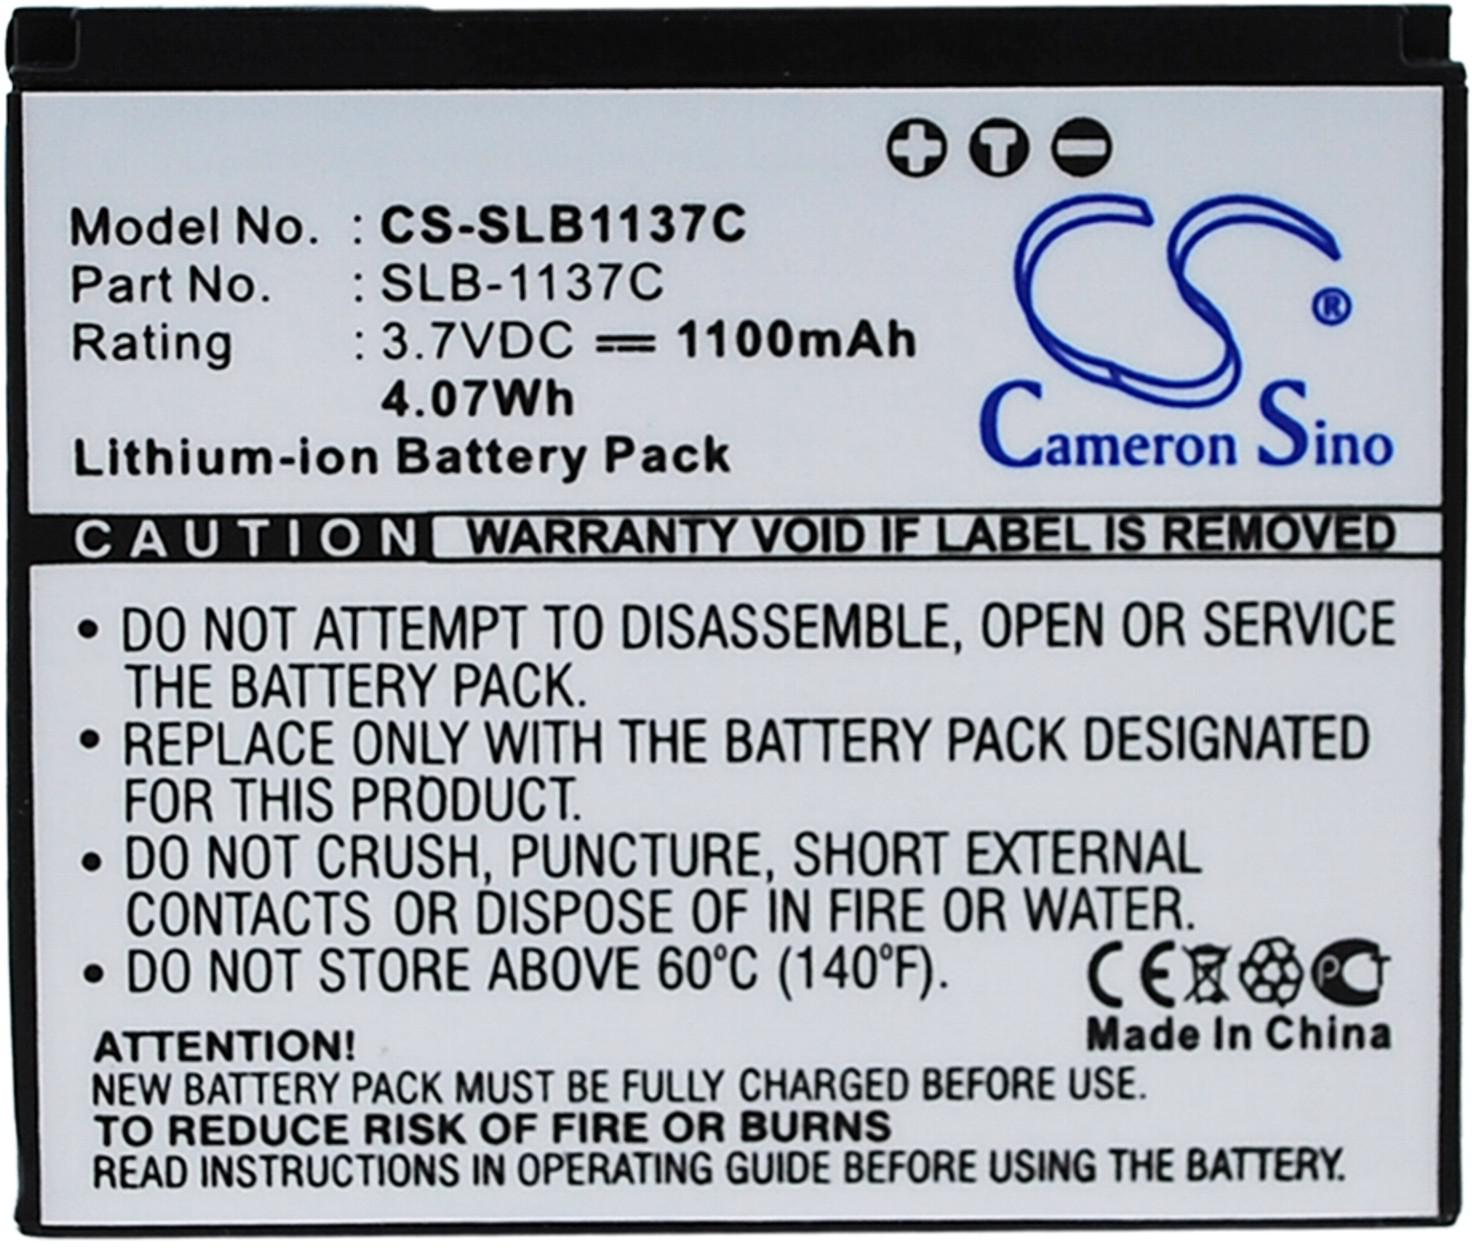 T
Model No. : CS-SLB1137C
Part No. : SLB-1137C
Rating : 3.7VDC 1100mAh
4.07Wh
Lithium-ion Battery Pack
CS ®
Cameron Sino
CAUTION WARRANTY VOID IF LABEL IS REMOVED
• DO NOT ATTEMPT TO DISASSEMBLE, OPEN OR SERVICE
THE BATTERY PACK.
• REPLACE ONLY WITH THE BATTERY PACK DESIGNATED
FOR THIS PRODUCT.
• DO NOT CRUSH, PUNCTURE, SHORT EXTERNAL
CONTACTS OR DISPOSE OF IN FIRE OR WATER.
• DO NOT STORE ABOVE 60°C (140°F).
CE PCT
Made In China
ATTENTION!
NEW BATTERY PACK MUST BE FULLY CHARGED BEFORE USE.
TO REDUCE RISK OF FIRE OR BURNS
READ INSTRUCTIONS IN OPERATING GUIDE BEFORE USING THE BATTERY.